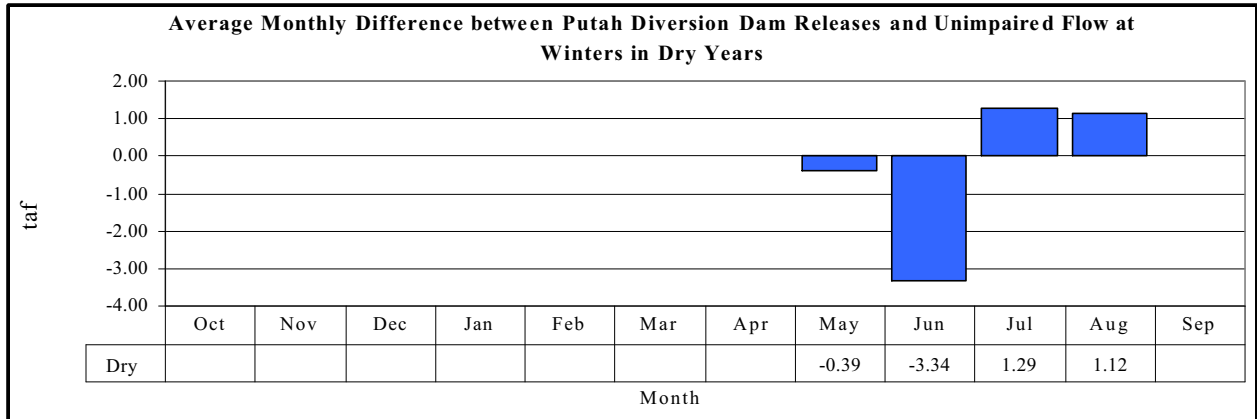 Average Monthly Difference between Putah Diversion Dam Releases and Unimpaired Flow at
Winters in Dry Years
2.00
1.00
0.00
-1.00
-2.00
-3.00
-4.00
taf
Oct Nov Dec Jan Feb Mar Apr May Jun Jul Aug Sep
Dry -0.39 -3.34 1.29 1.12
Month